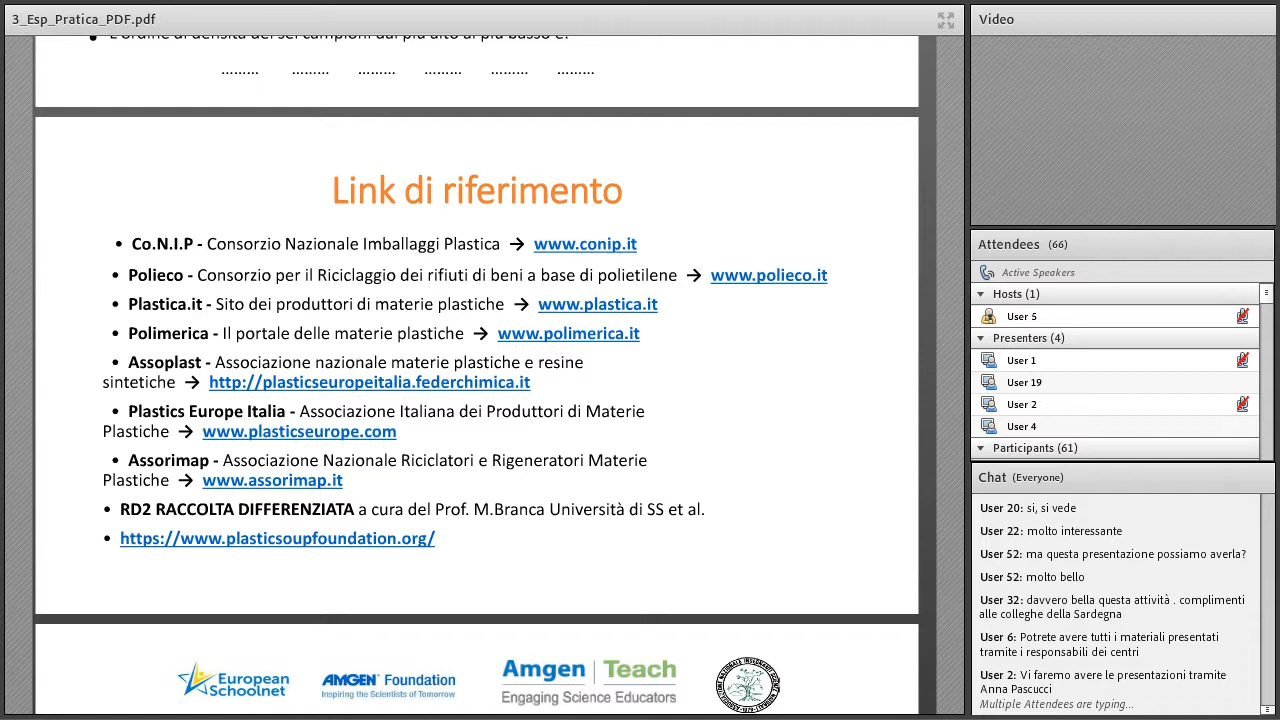 3_Esp_Pratica_PDF.pdf
• L'ordine di densità dei sei campioni dal più alto al più basso è:
......... ......... ......... ......... ......... .........
Link di riferimento
• Co.N.I.P - Consorzio Nazionale Imballaggi Plastica → www.conip.it
• Polieco - Consorzio per il Riciclaggio dei rifiuti di beni a base di polietilene → www.polieco.it
• Plastica.it - Sito dei produttori di materie plastiche → www.plastica.it
• Polimerica - Il portale delle materie plastiche → www.polimerica.it
• Assoplast - Associazione nazionale materie plastiche e resine
sintetiche → http://plasticseuropeitalia.federchimica.it
• Plastics Europe Italia - Associazione Italiana dei Produttori di Materie
Plastiche → www.plasticseurope.com
• Assorimap - Associazione Nazionale Riciclatori e Rigeneratori Materie
Plastiche → www.assorimap.it
• RD2 RACCOLTA DIFFERENZIATA a cura del Prof. M.Branca Università di SS et al.
• https://www.plasticsoupfoundation.org/
European
Schoolnet
AMGEN Foundation
Inspiring the Scientists of Tomorrow
Amgen | Teach
Engaging Science Educators
Video
Attendees (66)
Active Speakers
Hosts (1)
User 5
Presenters (4)
User 1
User 19
User 2
User 4
Participants (61)
Chat (Everyone)
User 20: si, si vede
User 22: molto interessante
User 52: ma questa presentazione possiamo averla?
User 52: molto bello
User 32: davvero bella questa attività . complimenti
alle colleghe della Sardegna
User 6: Potrete avere tutti i materiali presentati
tramite i responsabili dei centri
User 2: Vi faremo avere le presentazioni tramite
Anna Pascucci
Multiple Attendees are typing...